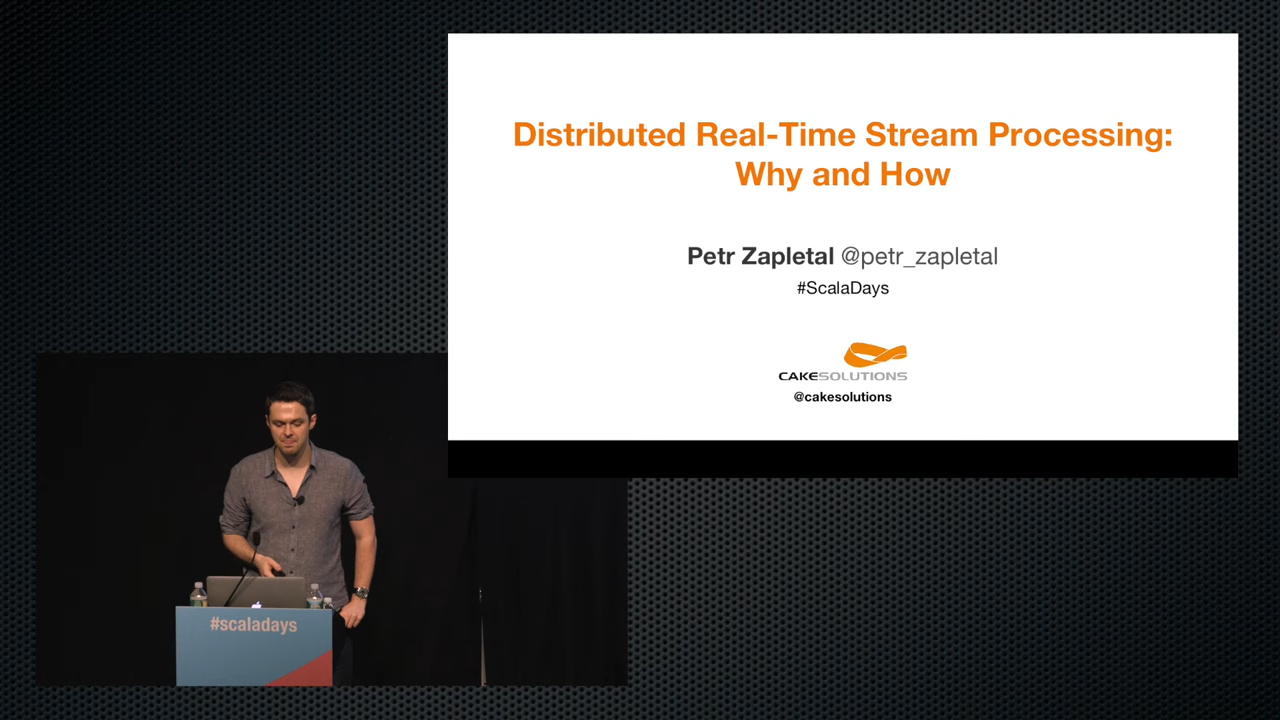 Distributed Real-Time Stream Processing:
Why and How
Petr Zapletal @petr_zapletal
#ScalaDays
CAKESOLUTIONS
@cakesolutions
#scaladays